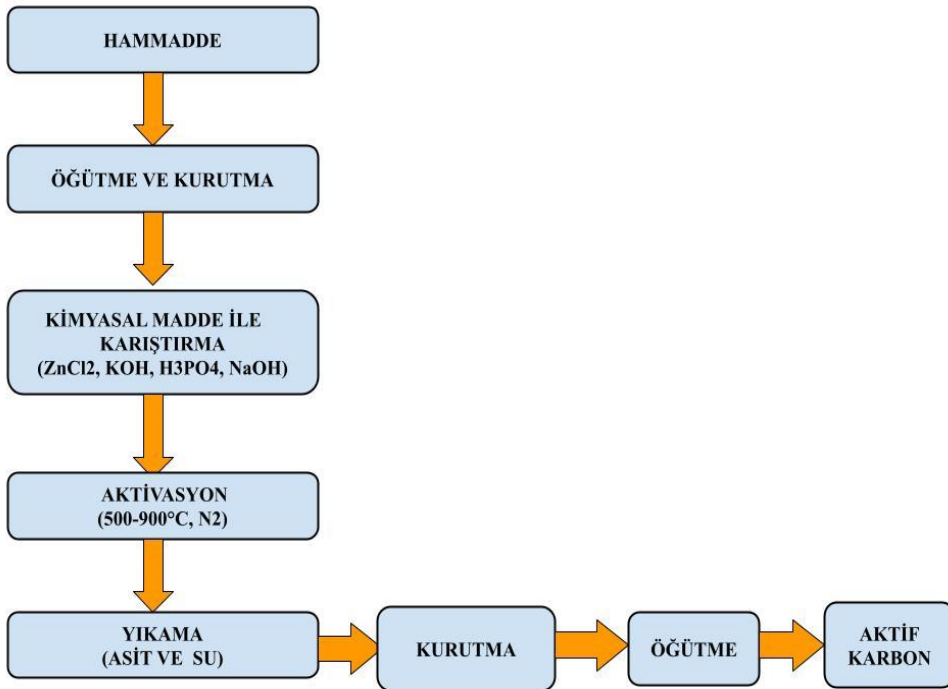 HAMMADDE
ÖĞÜTME VE KURUTMA
KİMYASAL MADDE İLE
KARIŞTIRMA
(ZnCl2, KOH, H3PO4, NaOH)
AKTİVASYON
(500-900°C, N2)
YIKAMA
(ASİT VE SU)
KURUTMA
ÖĞÜTME
AKTİF
KARBON